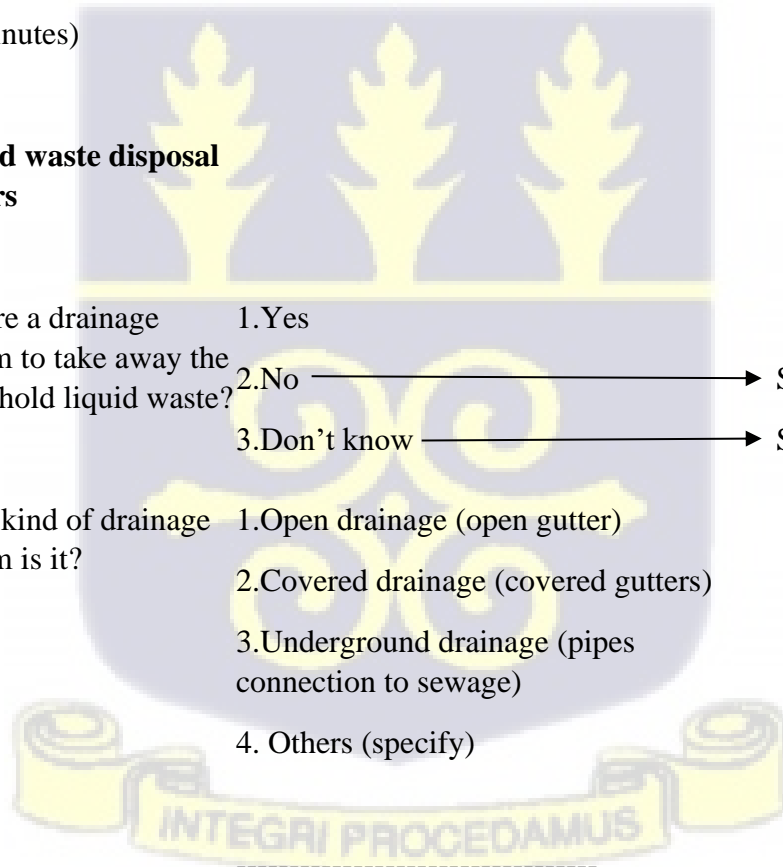 inutes)
d waste disposal
rs
re a drainage
m to take away the
hold liquid waste?
1.Yes
2.No
S
3.Don’t know
S
kind of drainage
m is it?
1.Open drainage (open gutter)
2.Covered drainage (covered gutters)
3.Underground drainage (pipes
connection to sewage)
4. Others (specify)
INTEGRI PROCEDAMUS